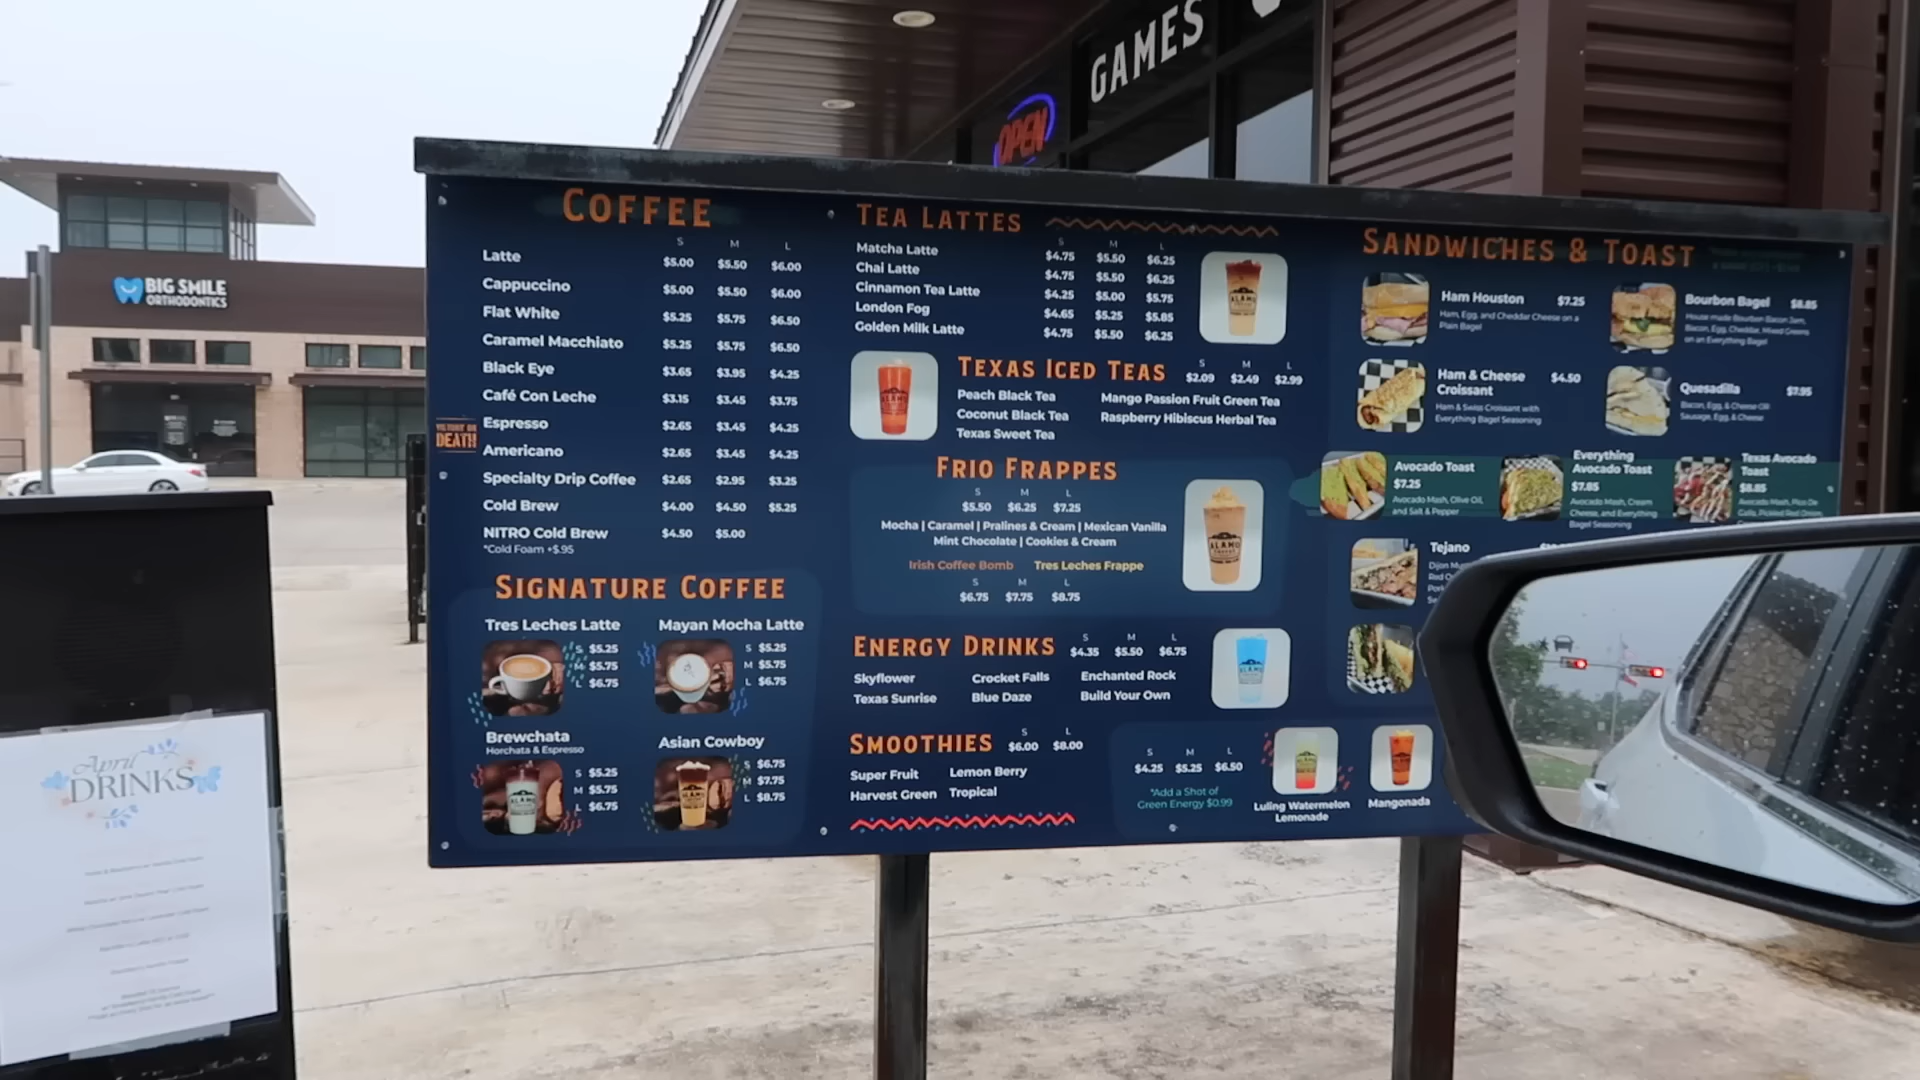 GAMES
OPEN
BIG SMILE
ORTHODONTICS
COFFEE
S M L
Latte $5.00 $5.50 $6.00
Cappuccino $5.00 $5.50 $6.00
Flat White $5.25 $5.75 $6.50
Caramel Macchiato $5.25 $5.75 $6.50
Black Eye $3.65 $3.95 $4.25
Café Con Leche $3.15 $3.45 $3.75
Espresso $2.65 $3.45 $4.25
Americano $2.65 $3.45 $4.25
Specialty Drip Coffee $2.65 $2.95 $3.25
Cold Brew $4.00 $4.50 $5.25
NITRO Cold Brew $4.50 $5.00
*Cold Foam +$.95
VICTORY OR
DEATH
SIGNATURE COFFEE
Tres Leches Latte
S $5.25
M $5.75
L $6.75
Mayan Mocha Latte
S $5.25
M $5.75
L $6.75
Brewchata
Horchata & Espresso
S $5.25
M $5.75
L $6.75
Asian Cowboy
S $6.75
M $7.75
L $8.75
TEA LATTES
S M L
Matcha Latte $4.75 $5.50 $6.25
Chai Latte $4.75 $5.50 $6.25
Cinnamon Tea Latte $4.25 $5.00 $5.75
London Fog $4.65 $5.25 $5.85
Golden Milk Latte $4.75 $5.50 $6.25
TEXAS ICED TEAS
S M L
$2.09 $2.49 $2.99
Peach Black Tea Mango Passion Fruit Green Tea
Coconut Black Tea Raspberry Hibiscus Herbal Tea
Texas Sweet Tea
FRIO FRAPPES
S M L
$5.50 $6.25 $7.25
Mocha | Caramel | Pralines & Cream | Mexican Vanilla
Mint Chocolate | Cookies & Cream
Irish Coffee Bomb Tres Leches Frappe
S M L
$6.75 $7.75 $8.75
ENERGY DRINKS
S M L
$4.35 $5.50 $6.75
Skyflower Crocket Falls Enchanted Rock
Texas Sunrise Blue Daze Build Your Own
SMOOTHIES
S L
$6.00 $8.00
Super Fruit Lemon Berry
Harvest Green Tropical
S M L
$4.25 $5.25 $6.50
*Add a Shot of
Green Energy $0.99
Luling Watermelon
Lemonade
Mangonada
SANDWICHES & TOAST
Ham Houston $7.25
Ham, Egg, and Cheddar Cheese on a
Plain Bagel
Bourbon Bagel $8.85
House made Bourbon Bacon Jam,
Bacon, Egg, Cheddar, Mixed Greens
on an Everything Bagel
Ham & Cheese
Croissant $4.50
Ham & Swiss Croissant with
Everything Bagel Seasoning
Quesadilla $7.95
Bacon, Egg, & Cheese OR
Sausage, Egg, & Cheese
Avocado Toast
$7.25
Avocado Mash, Olive Oil,
and Salt & Pepper
Everything
Avocado Toast
$7.85
Avocado Mash, Cream
Cheese, and Everything
Bagel Seasoning
Texas Avocado
Toast
$8.85
Avocado Mash, Pico De
Gallo, Pickled Red Onion,
Tejano
April
DRINKS